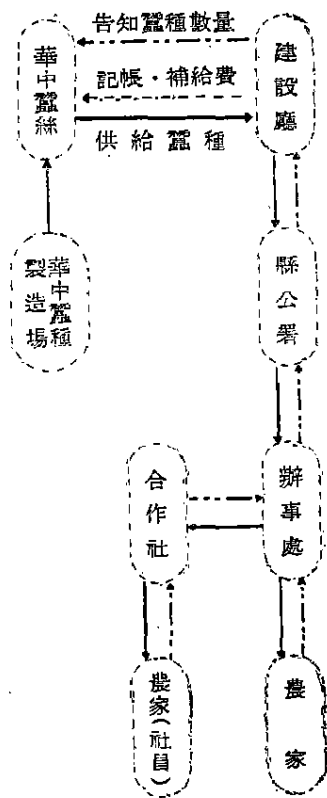 告知蠶種數量
記帳・補給費
供給蠶種
華中蠶絲
建設廳
華中蠶種
製造場
縣公署
合作社
辦事處
農家(社員)
農家